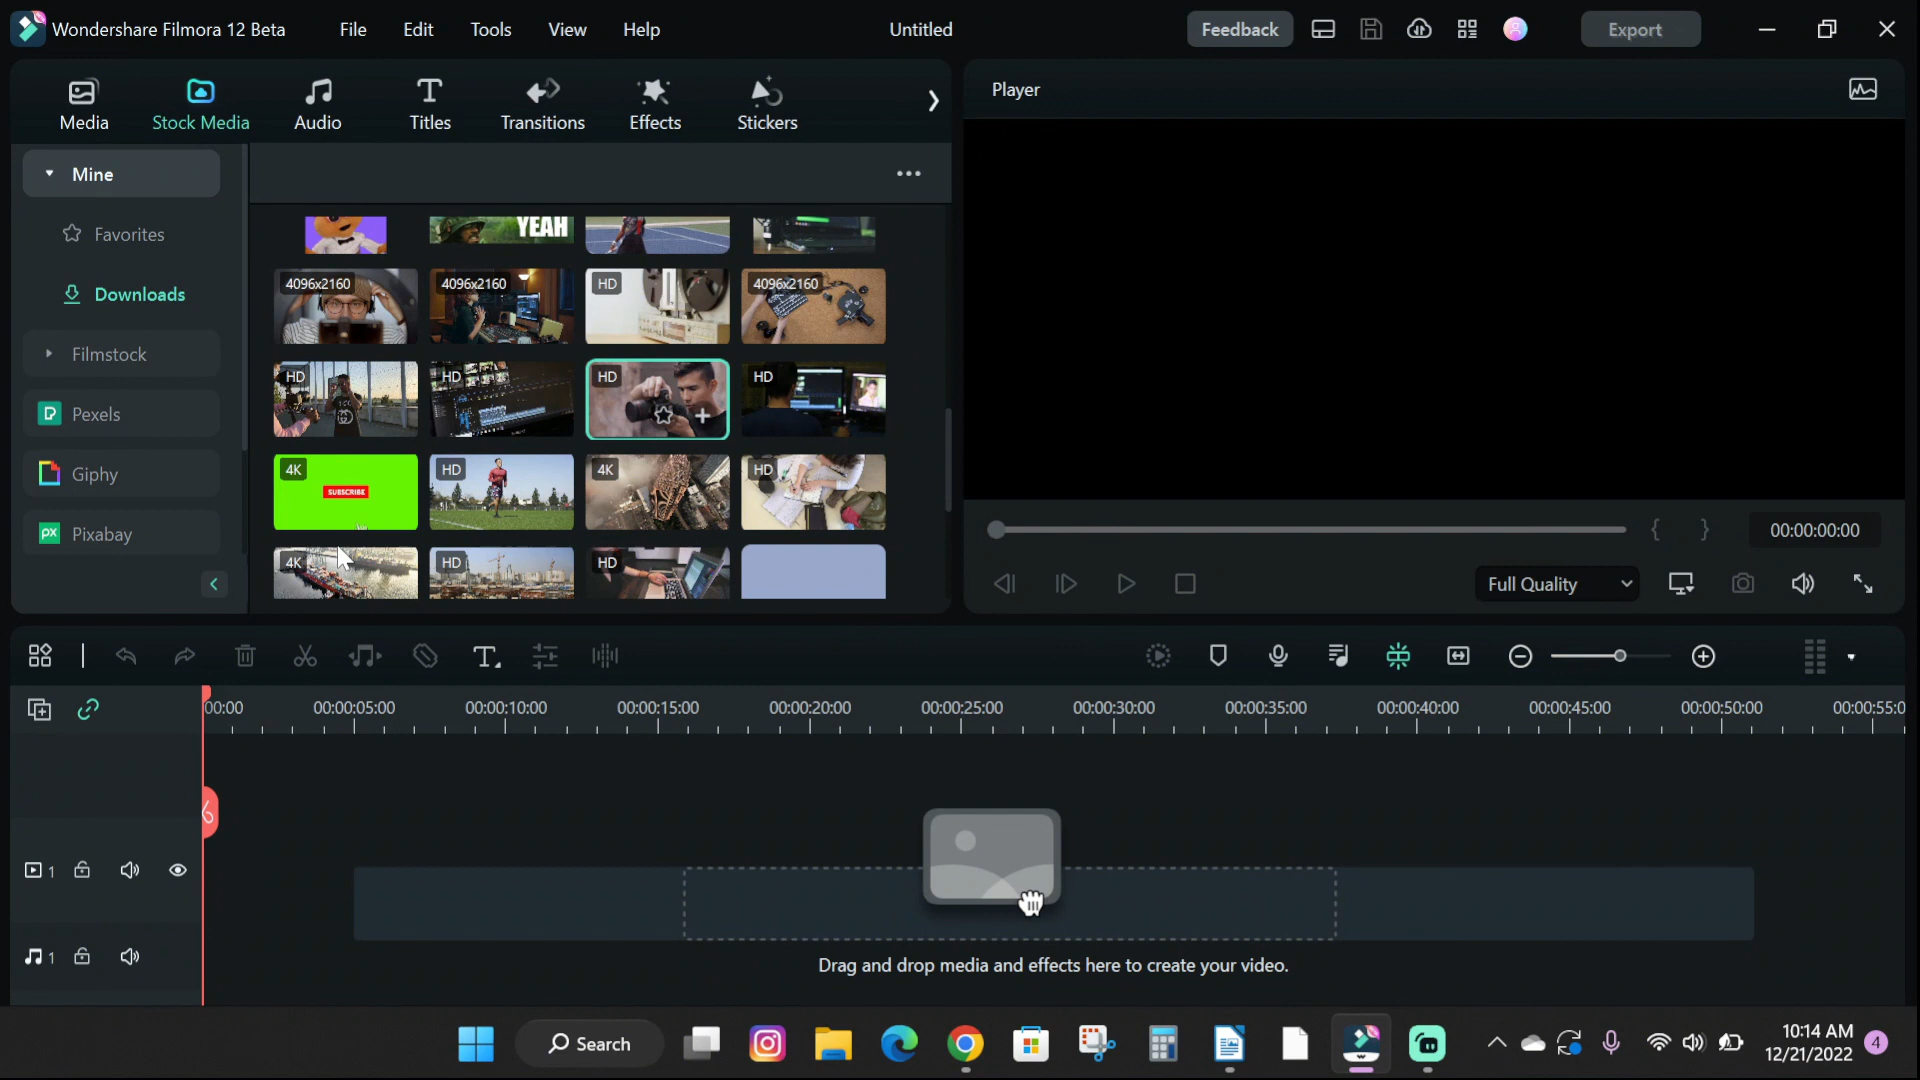 Wondershare Filmora 12 Beta
File
Edit
Tools
View
Help
Untitled
Feedback
Export
Media
Stock Media
Audio
Titles
Transitions
Effects
Stickers
Player
Mine
Favorites
Downloads
Filmstock
Pexels
Giphy
px
Pixabay
YEAH
4096x2160
4096x2160
HD
4096x2160
HD
HD
HD
HD
4K
SUBSCRIBE
HD
4K
HD
4K
HD
HD
{ }
00:00:00:00
Full Quality
00:00
00:00:05:00
00:00:10:00
00:00:15:00
00:00:20:00
00:00:25:00
00:00:30:00
00:00:35:00
00:00:40:00
00:00:45:00
00:00:50:00
00:00:55:0
1
1
Drag and drop media and effects here to create your video.
Search
10:14 AM
12/21/2022
4